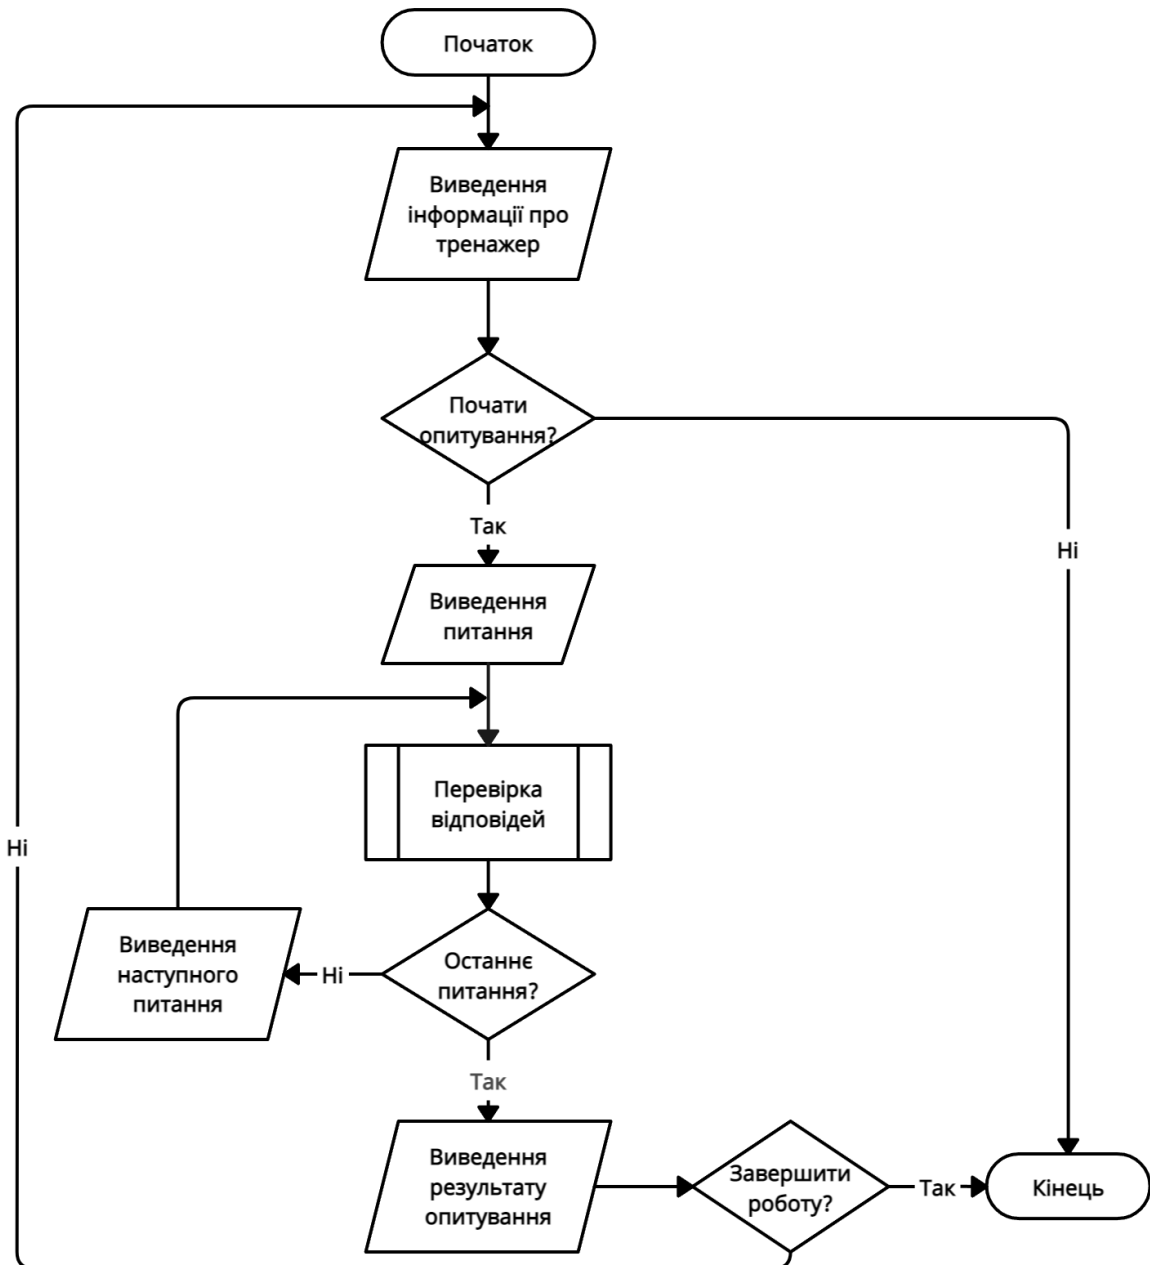 Початок
Виведення
інформації про
тренажер
Почати
опитування?
Так
Ні
Виведення
питання
Перевірка
відповідей
Ні
Виведення
наступного
питання
Ні
Останнє
питання?
Так
Виведення
результату
опитування
Завершити
роботу?
Так
Кінець